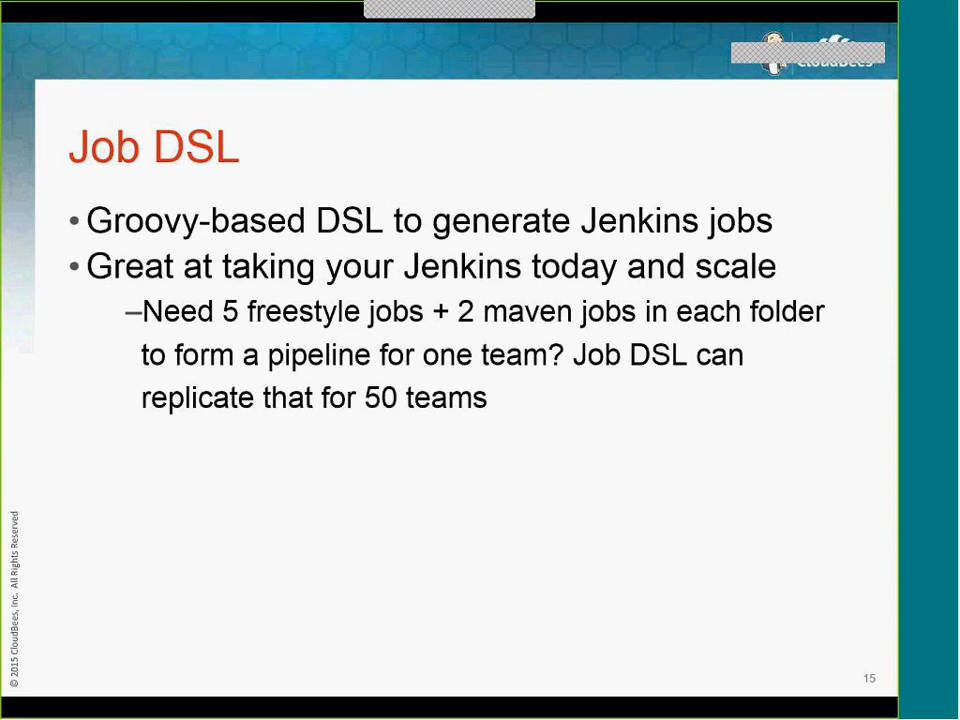 CloudBees
Job DSL
• Groovy-based DSL to generate Jenkins jobs
• Great at taking your Jenkins today and scale
–Need 5 freestyle jobs + 2 maven jobs in each folder
to form a pipeline for one team? Job DSL can
replicate that for 50 teams
© 2015 CloudBees, Inc. All Rights Reserved
15